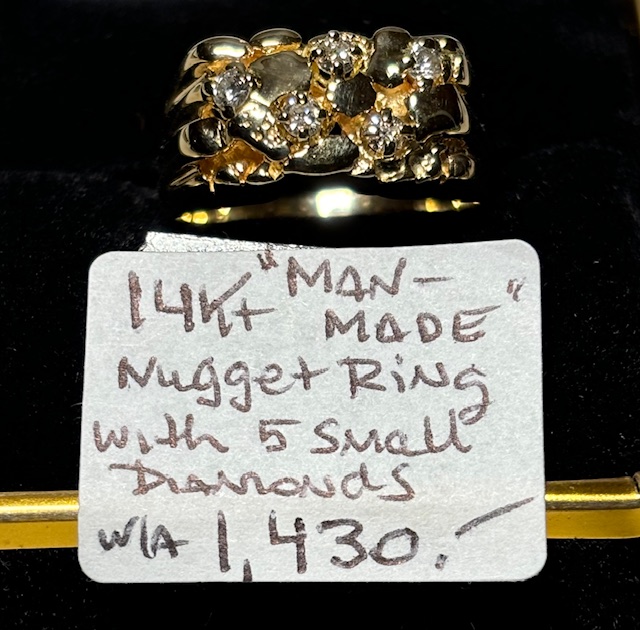 14Kt "MAN-
MADE"
Nugget Ring
with 5 Small
Diamonds
W/A 1,430.-